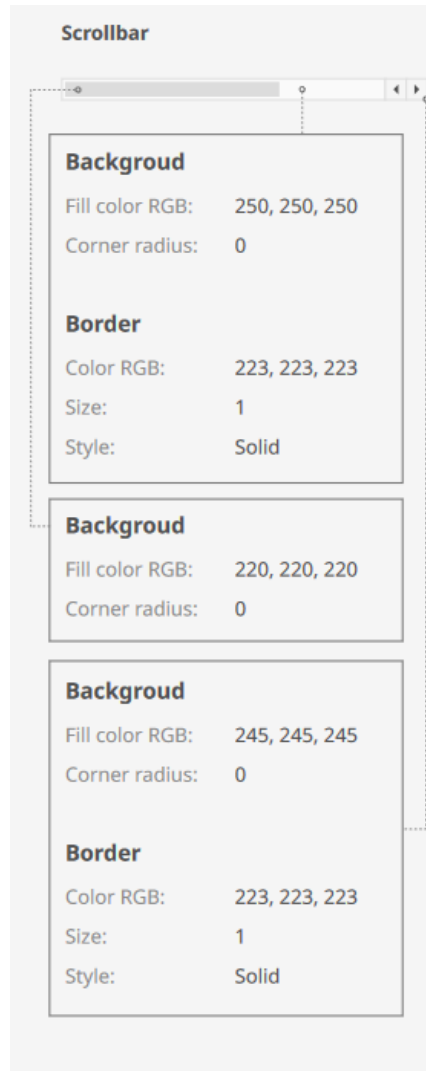 Scrollbar
Backgroud
Fill color RGB: 250, 250, 250
Corner radius: 0
Border
Color RGB: 223, 223, 223
Size: 1
Style: Solid
Backgroud
Fill color RGB: 220, 220, 220
Corner radius: 0
Backgroud
Fill color RGB: 245, 245, 245
Corner radius: 0
Border
Color RGB: 223, 223, 223
Size: 1
Style: Solid